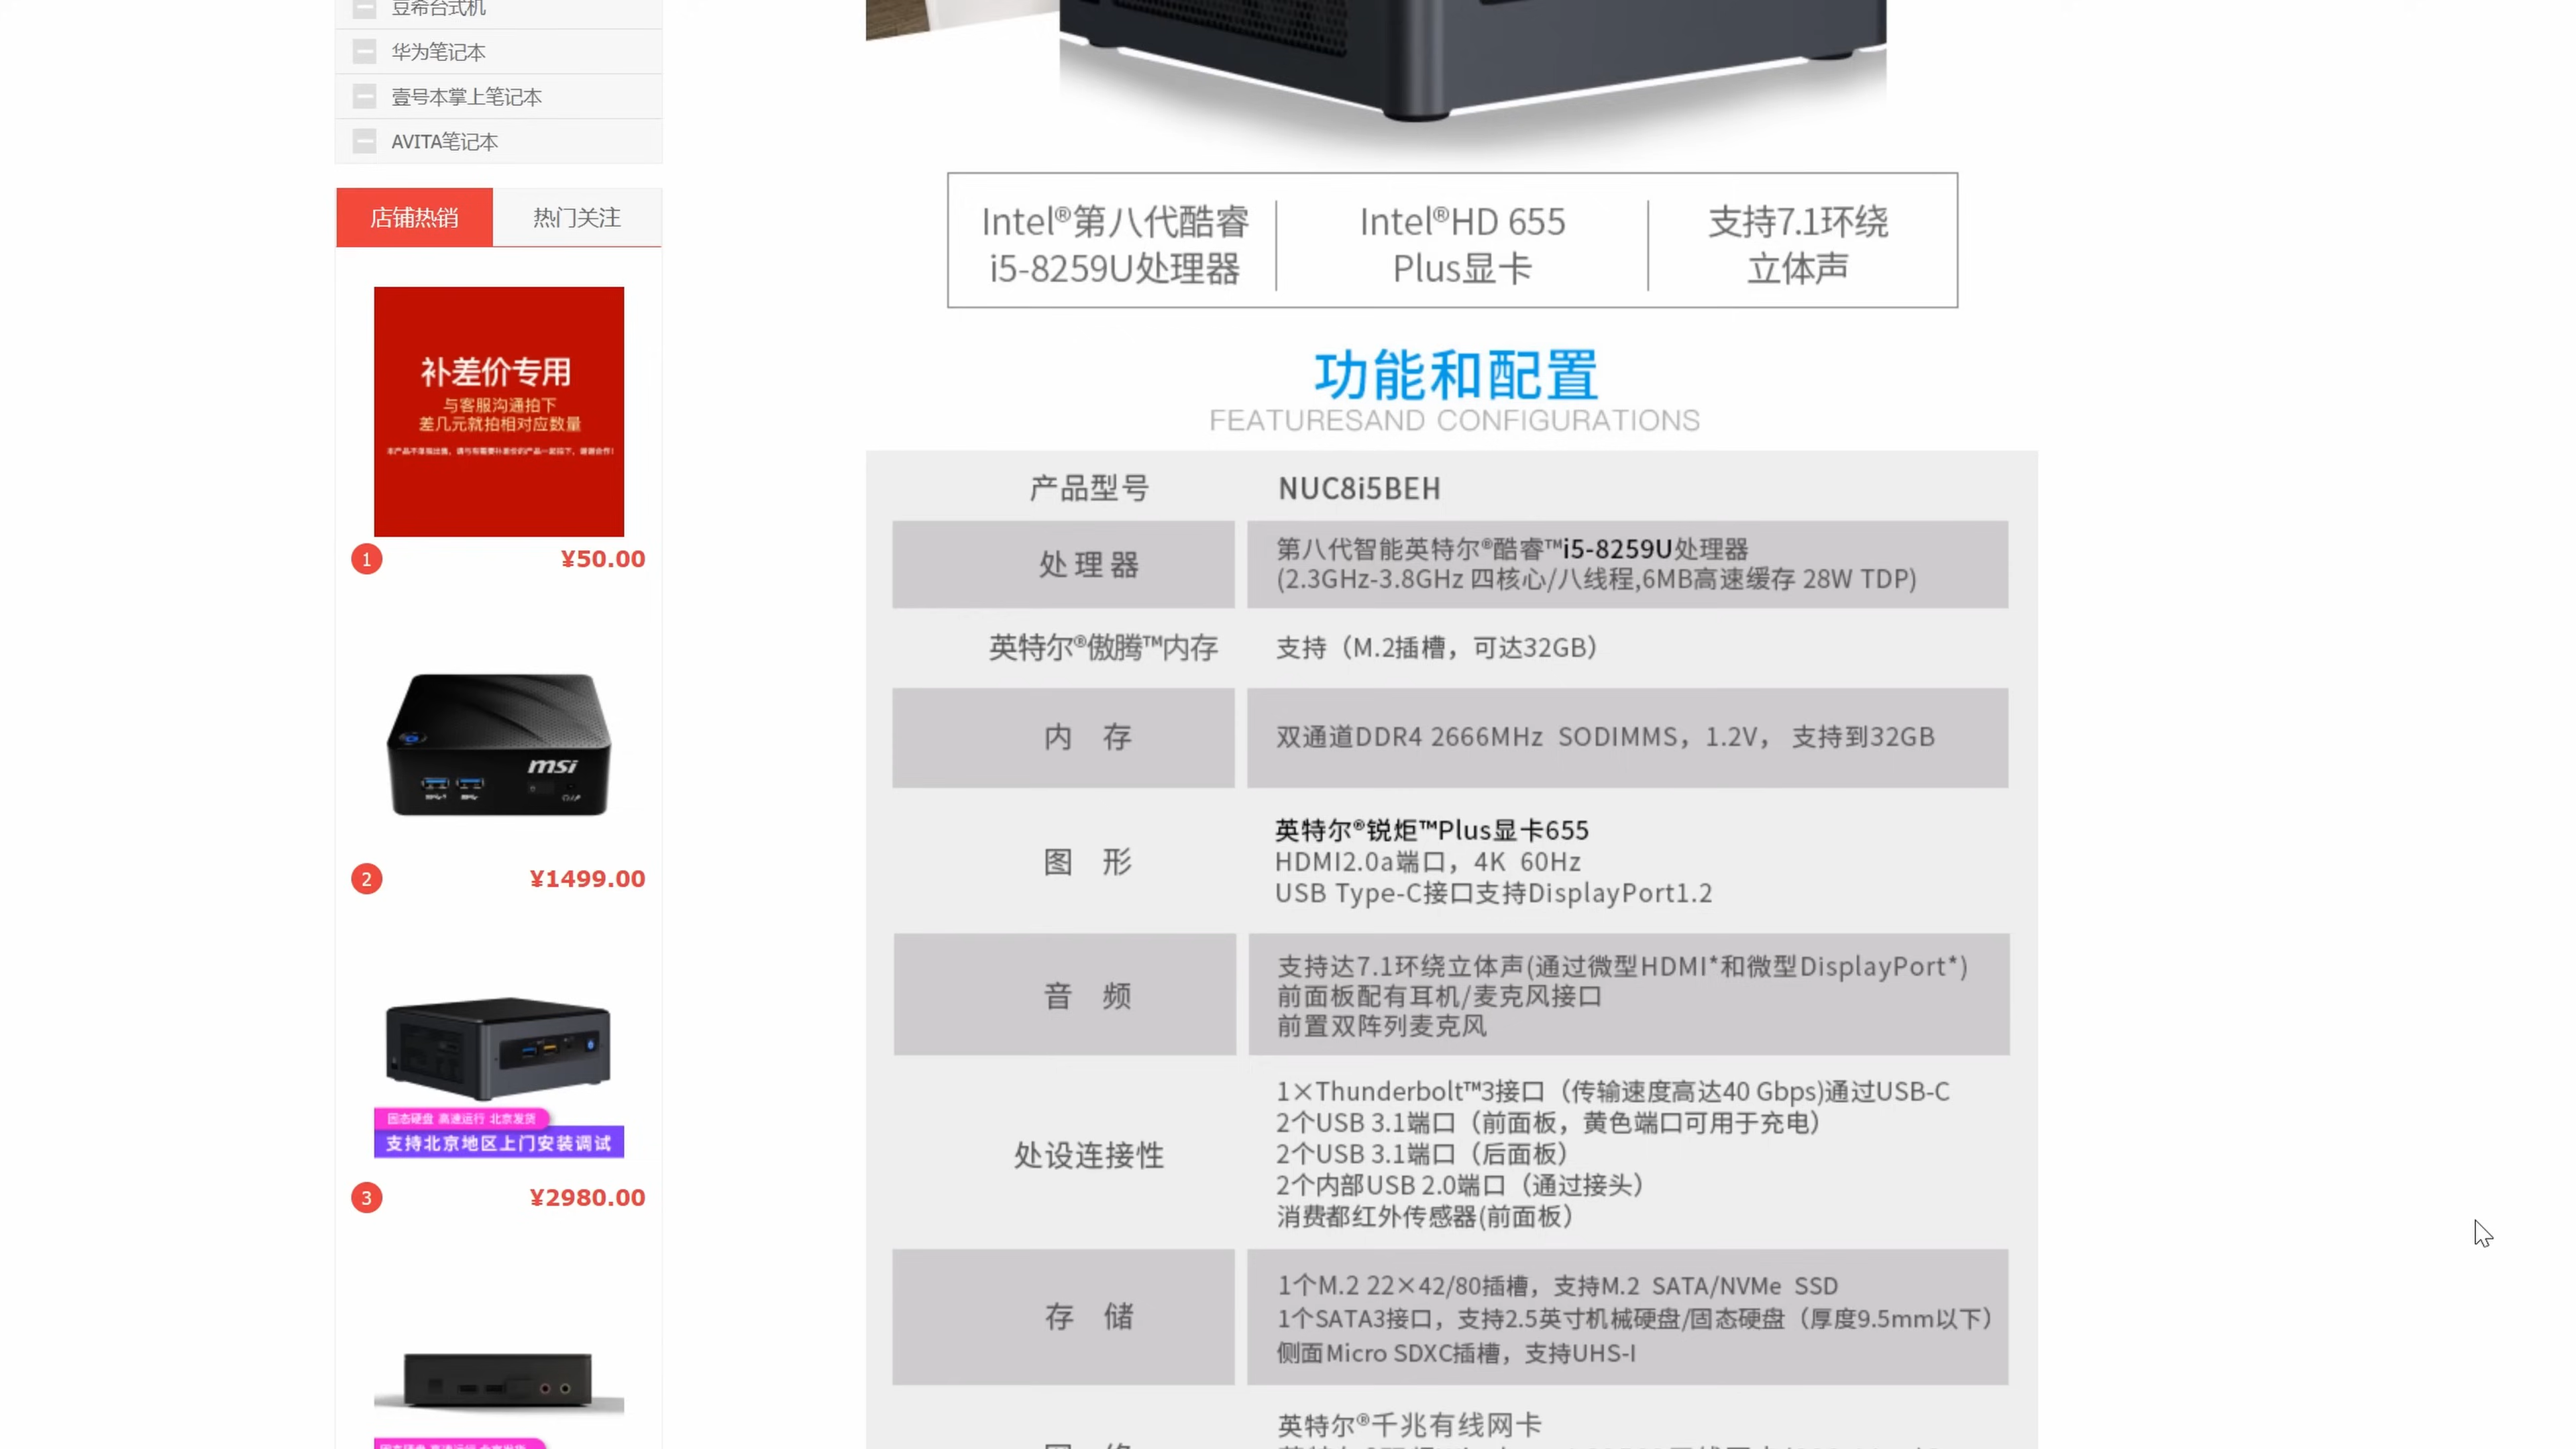 豆希台式机
华为笔记本
壹号本掌上笔记本
AVITA笔记本
店铺热销
热门关注
补差价专用
与客服沟通拍下
差几元就拍相对应数量
1
¥50.00
msi
2
¥1499.00
固态硬盘 高速运行 北京发货
支持北京地区上门安装调试
3
¥2980.00
Intel®第八代酷睿
i5-8259U处理器
Intel®HD 655
Plus显卡
支持7.1环绕
立体声
功能和配置
FEATURESAND CONFIGURATIONS
产品型号
NUC8i5BEH
处理器
第八代智能英特尔®酷睿™i5-8259U处理器
(2.3GHz-3.8GHz 四核心/八线程,6MB高速缓存 28W TDP)
英特尔®傲腾™内存
支持（M.2插槽，可达32GB）
内 存
双通道DDR4 2666MHz SODIMMS，1.2V， 支持到32GB
图 形
英特尔®锐炬™Plus显卡655
HDMI2.0a端口，4K 60Hz
USB Type-C接口支持DisplayPort1.2
音 频
支持达7.1环绕立体声(通过微型HDMI*和微型DisplayPort*)
前面板配有耳机/麦克风接口
前置双阵列麦克风
处设连接性
1×Thunderbolt™3接口（传输速度高达40 Gbps)通过USB-C
2个USB 3.1端口（前面板，黄色端口可用于充电）
2个USB 3.1端口（后面板）
2个内部USB 2.0端口（通过接头）
消费都红外传感器(前面板）
存 储
1个M.2 22×42/80插槽，支持M.2 SATA/NVMe SSD
1个SATA3接口，支持2.5英寸机械硬盘/固态硬盘（厚度9.5mm以下）
侧面Micro SDXC插槽，支持UHS-I
英特尔®千兆有线网卡